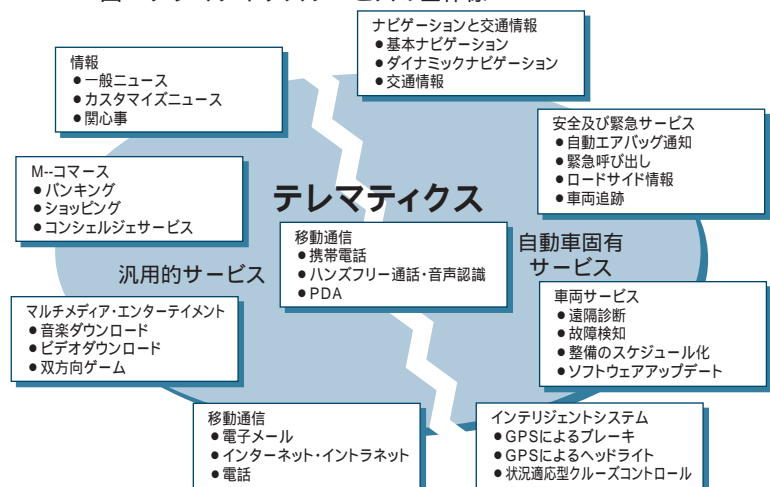 ナビゲーションと交通情報
●基本ナビゲーション
●ダイナミックナビゲーション
●交通情報
情報
●一般ニュース
●カスタマイズニュース
●関心事
安全及び緊急サービス
●自動エアバッグ通知
●緊急呼び出し
●ロードサイド情報
●車両追跡
M--コマース
●バンキング
●ショッピング
●コンシェルジェサービス
テレマティクス
移動通信
●携帯電話
●ハンズフリー通話・音声認識
●PDA
汎用的サービス
自動車固有
サービス
マルチメディア・エンターテイメント
●音楽ダウンロード
●ビデオダウンロード
●双方向ゲーム
車両サービス
●遠隔診断
●故障検知
●整備のスケジュール化
●ソフトウェアアップデート
移動通信
●電子メール
●インターネット・イントラネット
●電話
インテリジェントシステム
●GPSによるブレーキ
●GPSによるヘッドライト
●状況適応型クルーズコントロール